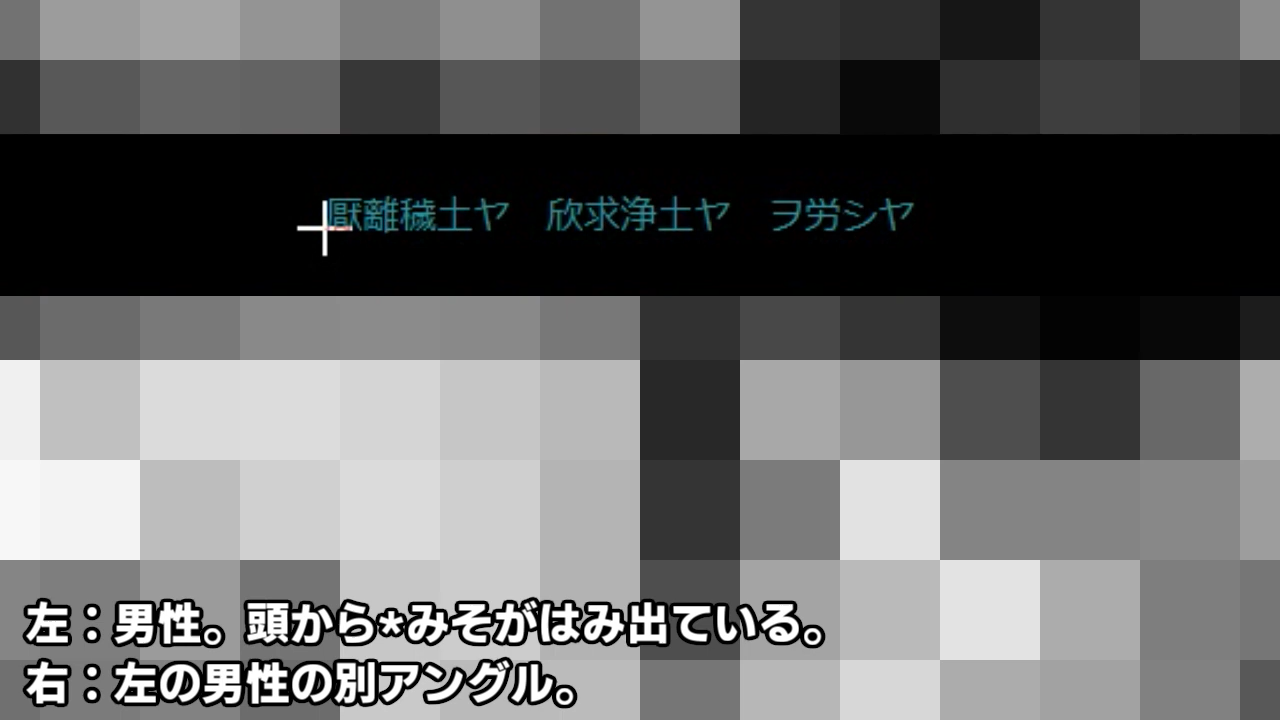 厭離穢土ヤ　欣求浄土ヤ　ヲ労シヤ
左：男性。頭から*みそがはみ出ている。
右：左の男性の別アングル。